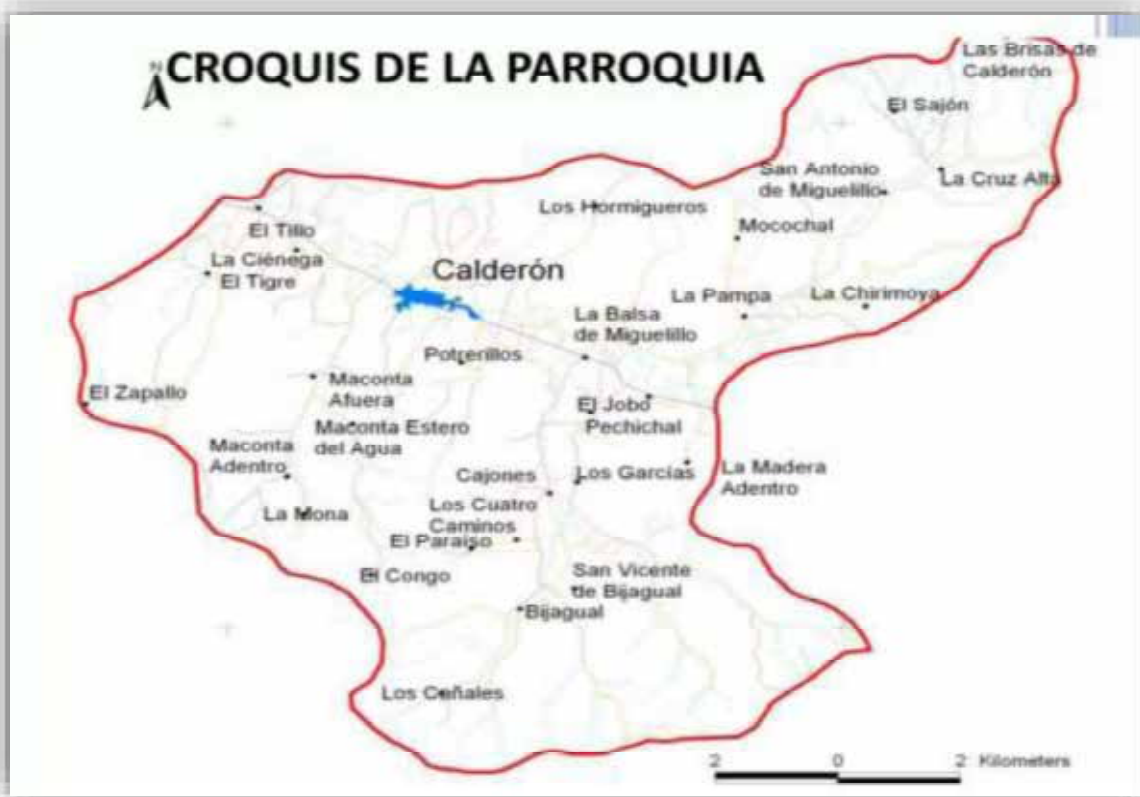 N
CROQUIS DE LA PARROQUIA
Las Brisas de
Calderón
El Sajón
San Antonio
de Miguelillo
La Cruz Alta
Los Hormigueros
Mocochal
El Tillo
La Ciénega
El Tigre
Calderón
La Pampa
La Chirimoya
La Balsa
de Miguelillo
Potrerillos
El Zapallo
Maconta
Afuera
El Jobo
Pechichal
Maconta Estero
del Agua
Maconta
Adentro
Cajones
Los Garcías
La Madera
Adentro
La Mona
Los Cuatro
Caminos
El Paraiso
El Congo
San Vicente
de Bijagual
Bijagual
Los Cañales
2 0 2 Kilometers